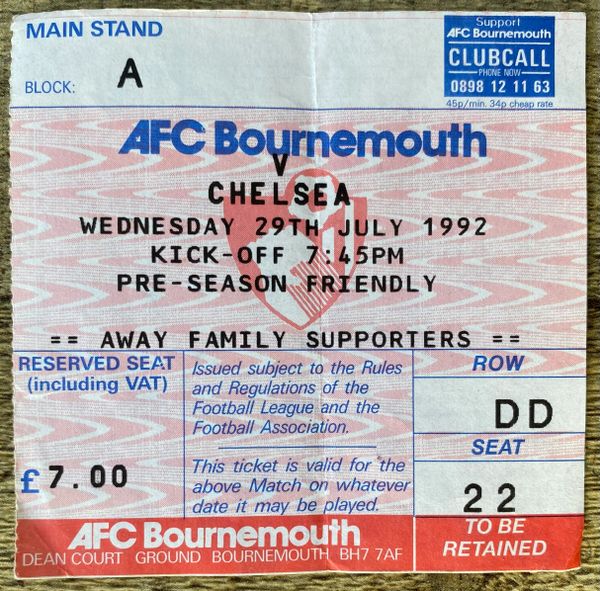 MAIN STAND
BLOCK: A
Support
AFC Bournemouth
CLUBCALL
PHONE NOW
0898 12 11 63
45p/min. 34p cheap rate
AFC Bournemouth
V
CHELSEA
WEDNESDAY 29TH JULY 1992
KICK-OFF 7:45PM
PRE-SEASON FRIENDLY
== AWAY FAMILY SUPPORTERS ==
RESERVED SEAT
(including VAT)
£7.00
Issued subject to the Rules
and Regulations of the
Football League and the
Football Association.
This ticket is valid for the
above Match on whatever
date it may be played.
ROW
DD
SEAT
22
AFC Bournemouth
DEAN COURT GROUND BOURNEMOUTH BH7 7AF
TO BE
RETAINED